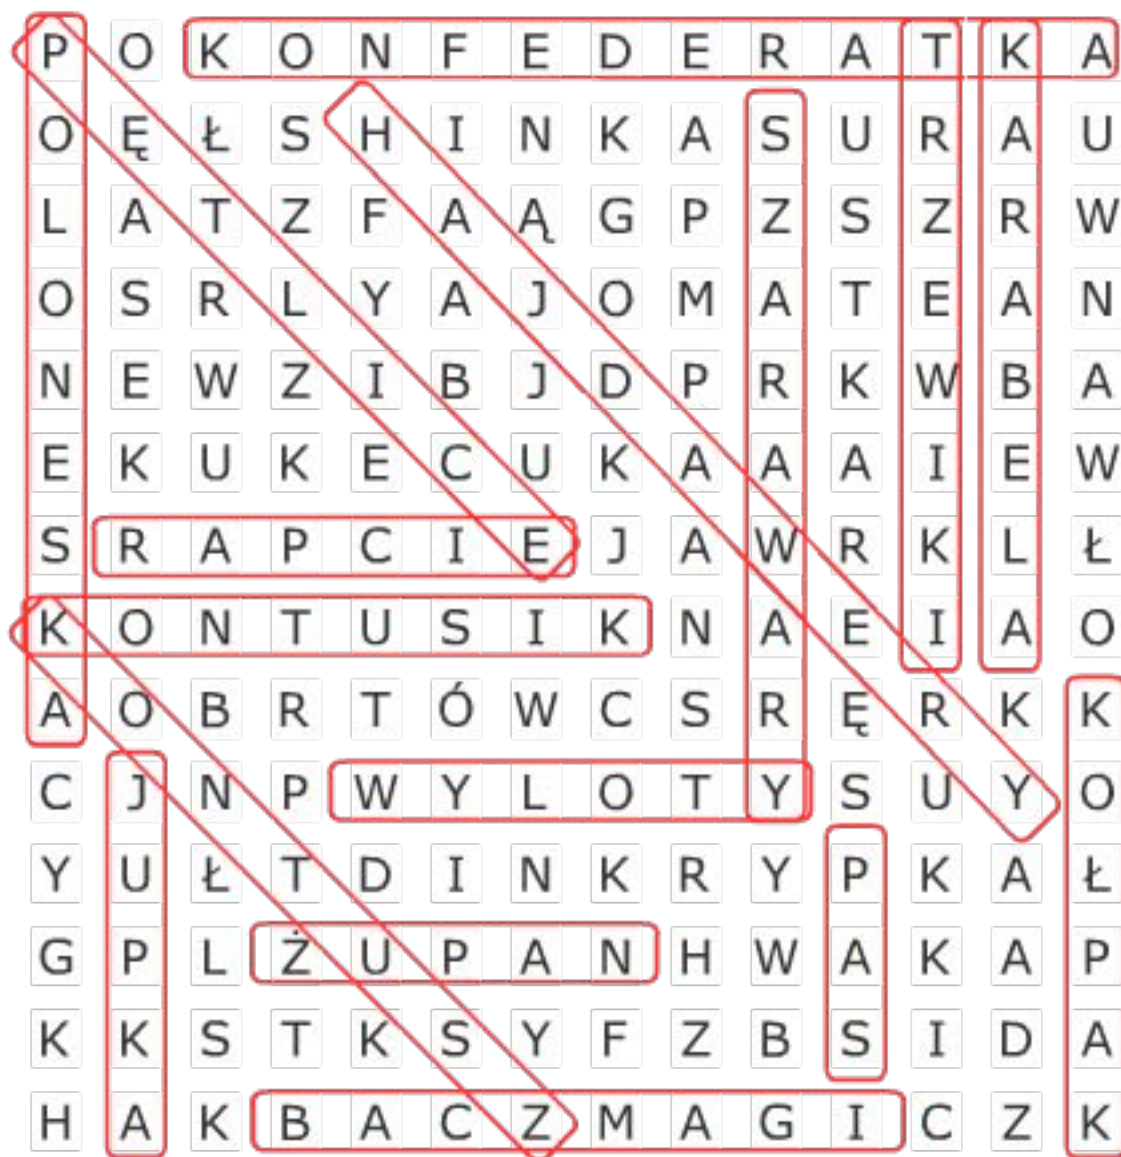 P O K O N F E D E R A T K A
O Ę Ł S H I N K A S U R A U
L A T Z F A Ą G P Z S Z R W
O S R L Y A J O M A T E A N
N E W Z I B J D P R K W B A
E K U K E C U K A A A I E W
S R A P C I E J A W R K L Ł
K O N T U S I K N A E I A O
A O B R T Ó W C S R Ę R K K
C J N P W Y L O T Y S U Y O
Y U Ł T D I N K R Y P K A Ł
G P L Ż U P A N H W A K A P
K K S T K S Y F Z B S I D A
H A K B A C Z M A G I C Z K